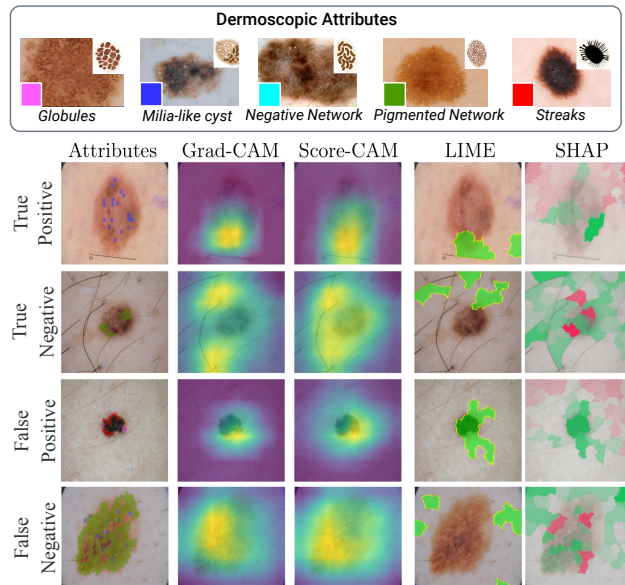 Dermoscopic Attributes
Globules
Milia-like cyst
Negative Network
Pigmented Network
Streaks
Attributes Grad-CAM Score-CAM LIME SHAP
True
Positive
True
Negative
False
Positive
False
Negative